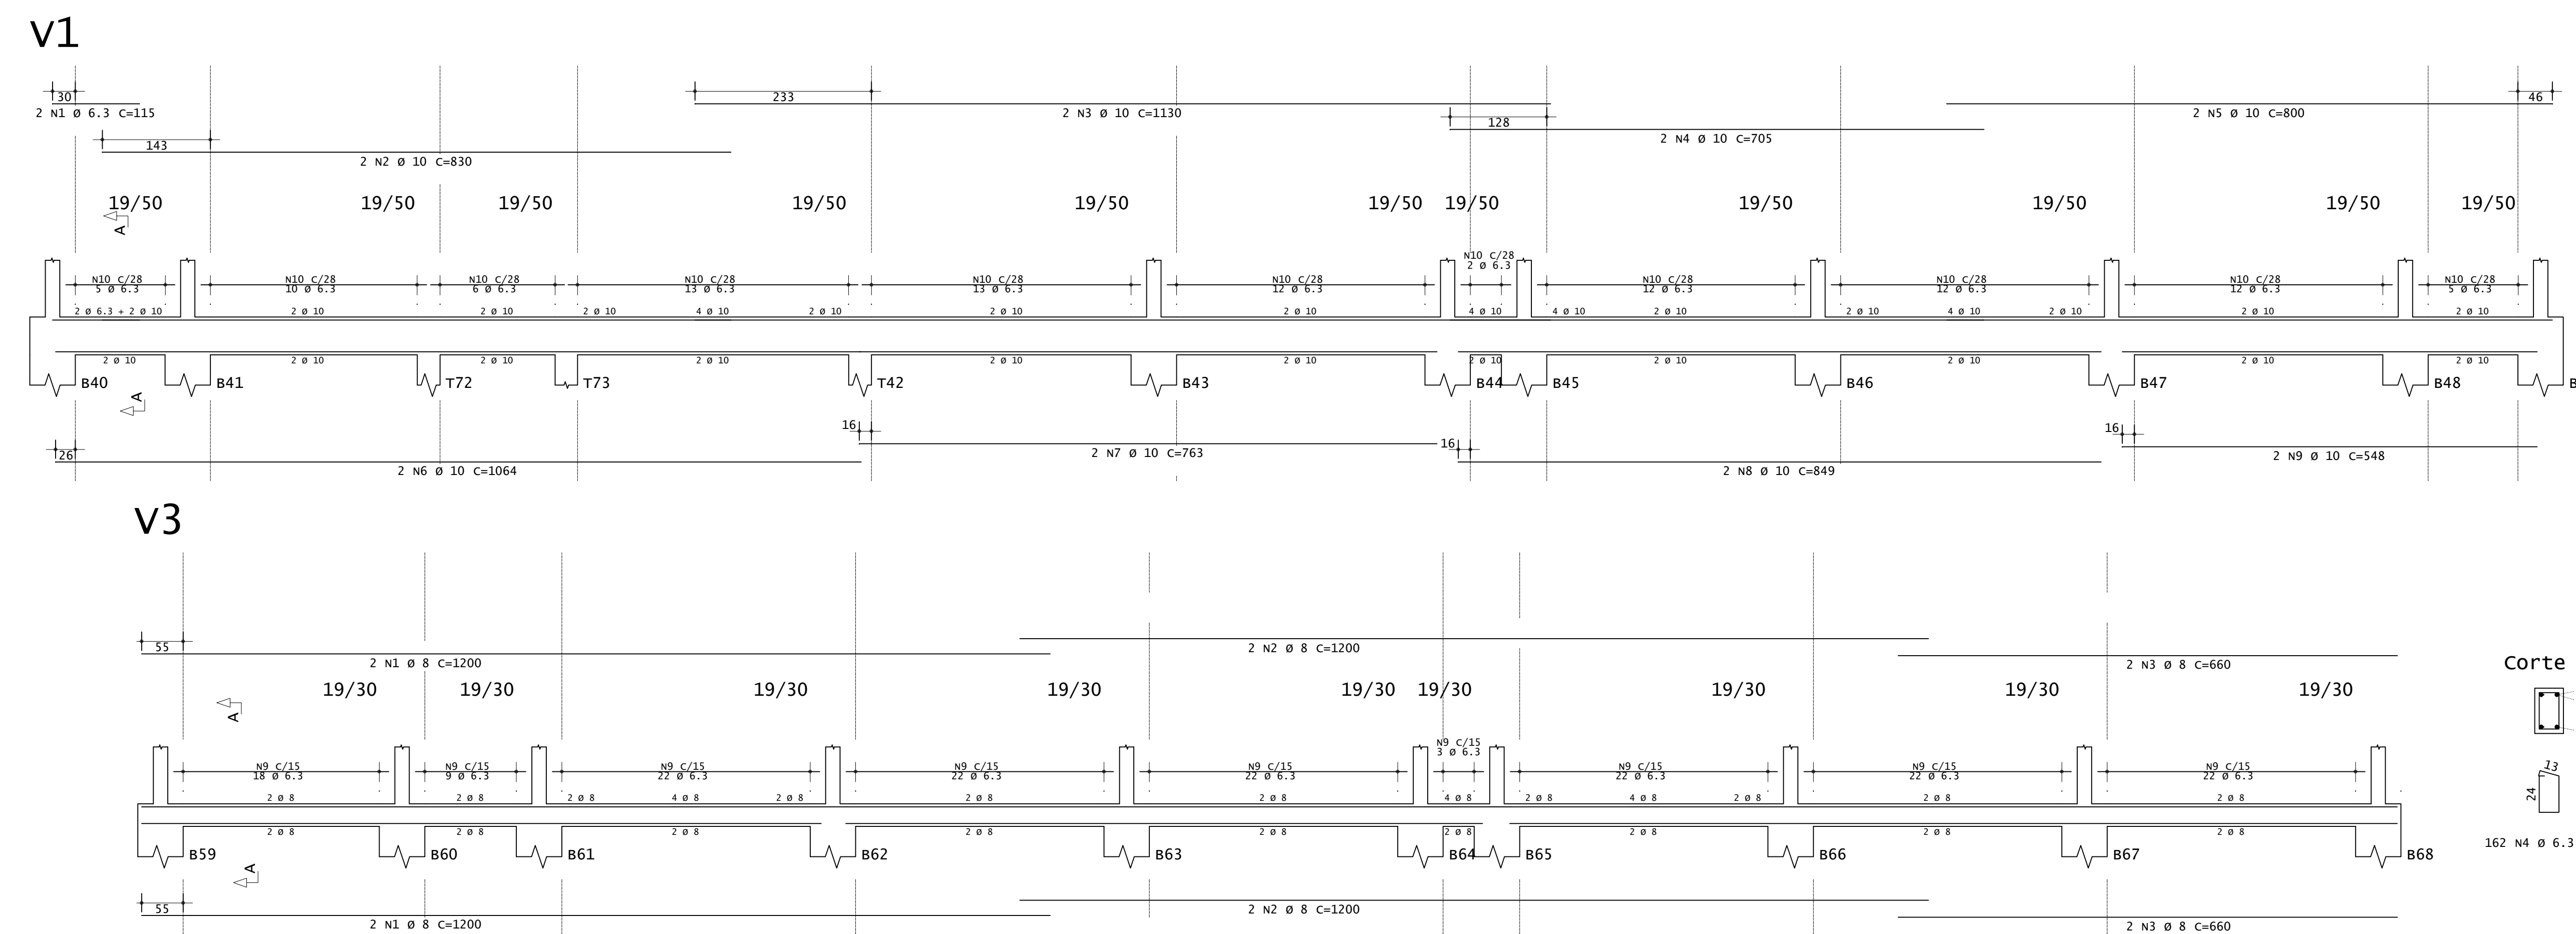 V1
30
2 N1 Ø 6.3 C=115
233
2 N3 Ø 10 C=1130
128
2 N4 Ø 10 C=705
2 N5 Ø 10 C=800
46
143
2 N2 Ø 10 C=830
19/50 19/50 19/50 19/50 19/50 19/50 19/50 19/50 19/50 19/50 19/50
A
N10 C/28 N10 C/28 N10 C/28 N10 C/28 N10 C/28 N10 C/28 N10 C/28 N10 C/28 N10 C/28 N10 C/28 N10 C/28
5 Ø 6.3 10 Ø 6.3 6 Ø 6.3 13 Ø 6.3 13 Ø 6.3 12 Ø 6.3 2 Ø 6.3 12 Ø 6.3 12 Ø 6.3 12 Ø 6.3 5 Ø 6.3
2 Ø 6.3 + 2 Ø 10 2 Ø 10 2 Ø 10 2 Ø 10 4 Ø 10 2 Ø 10 2 Ø 10 2 Ø 10 4 Ø 10 4 Ø 10 2 Ø 10 2 Ø 10 4 Ø 10 2 Ø 10 2 Ø 10 2 Ø 10
2 Ø 10 2 Ø 10 2 Ø 10 2 Ø 10 2 Ø 10 2 Ø 10 2 Ø 10 2 Ø 10 2 Ø 10 2 Ø 10 2 Ø 10
B40 B41 T72 T73 T42 B43 B44 B45 B46 B47 B48 B
A
26
2 N6 Ø 10 C=1064
16
2 N7 Ø 10 C=763
16
2 N8 Ø 10 C=849
16
2 N9 Ø 10 C=548
V3
55
2 N1 Ø 8 C=1200
2 N2 Ø 8 C=1200
2 N3 Ø 8 C=660
19/30 19/30 19/30 19/30 19/30 19/30 19/30 19/30 19/30
A
N9 C/15 N9 C/15 N9 C/15 N9 C/15 N9 C/15 N9 C/15 N9 C/15 N9 C/15 N9 C/15
18 Ø 6.3 9 Ø 6.3 22 Ø 6.3 22 Ø 6.3 22 Ø 6.3 3 Ø 6.3 22 Ø 6.3 22 Ø 6.3 22 Ø 6.3
2 Ø 8 2 Ø 8 2 Ø 8 4 Ø 8 2 Ø 8 2 Ø 8 2 Ø 8 4 Ø 8 2 Ø 8 4 Ø 8 2 Ø 8 2 Ø 8 2 Ø 8
2 Ø 8 2 Ø 8 2 Ø 8 2 Ø 8 2 Ø 8 2 Ø 8 2 Ø 8 2 Ø 8 2 Ø 8
B59 B60 B61 B62 B63 B64 B65 B66 B67 B68
A
55
2 N1 Ø 8 C=1200
2 N2 Ø 8 C=1200
2 N3 Ø 8 C=660
Corte
13
24
162 N4 Ø 6.3